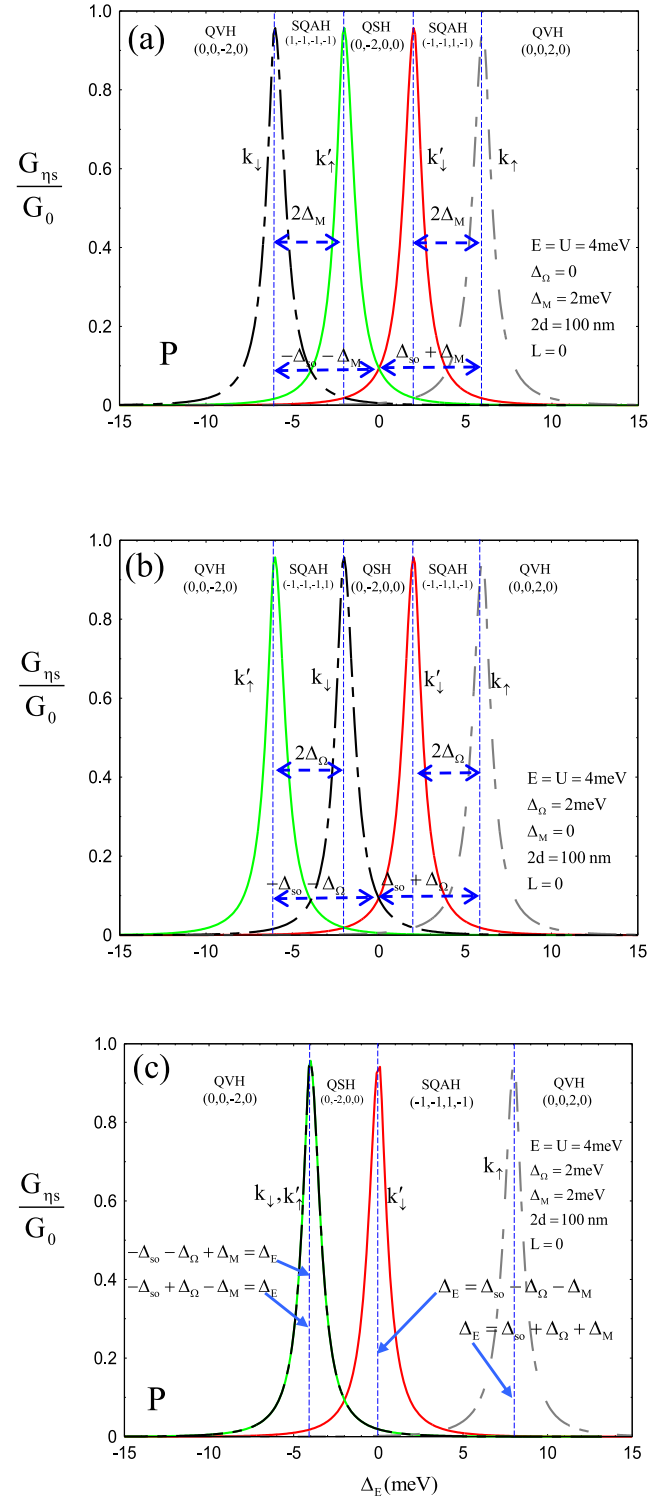 (a)
QVH SQAH QSH SQAH QVH
(0,0,-2,0) (1,-1,-1,-1) (0,-2,0,0) (-1,-1,1,-1) (0,0,2,0)
1.0
0.8
0.6
0.4
0.2
0
G_ηs
G_0
k↓ k′↑ k′↓ k↑
2Δ_M 2Δ_M
E = U = 4meV
Δ_Ω = 0
Δ_M = 2meV
2d = 100 nm
L = 0
P
−Δ_so − Δ_M Δ_so + Δ_M
-15 -10 -5 0 5 10 15
(b)
QVH SQAH QSH SQAH QVH
(0,0,-2,0) (-1,-1,-1,1) (0,-2,0,0) (-1,-1,1,-1) (0,0,2,0)
1.0
0.8
0.6
0.4
0.2
0
G_ηs
G_0
k′↑ k↓ k′↓ k↑
2Δ_Ω 2Δ_Ω
E = U = 4meV
Δ_Ω = 2meV
Δ_M = 0
2d = 100 nm
L = 0
−Δ_so − Δ_Ω Δ_so + Δ_Ω
-15 -10 -5 0 5 10 15
(c)
QVH QSH SQAH QVH
(0,0,-2,0) (0,-2,0,0) (-1,-1,1,-1) (0,0,2,0)
1.0
0.8
0.6
0.4
0.2
0
G_ηs
G_0
k↓,k′↑ k′↓ k↑
E = U = 4meV
Δ_Ω = 2meV
Δ_M = 2meV
2d = 100 nm
L = 0
−Δ_so − Δ_Ω + Δ_M = Δ_E
−Δ_so + Δ_Ω − Δ_M = Δ_E
Δ_E = Δ_so − Δ_Ω − Δ_M
Δ_E = Δ_so + Δ_Ω + Δ_M
P
-15 -10 -5 0 5 10 15
Δ_E (meV)